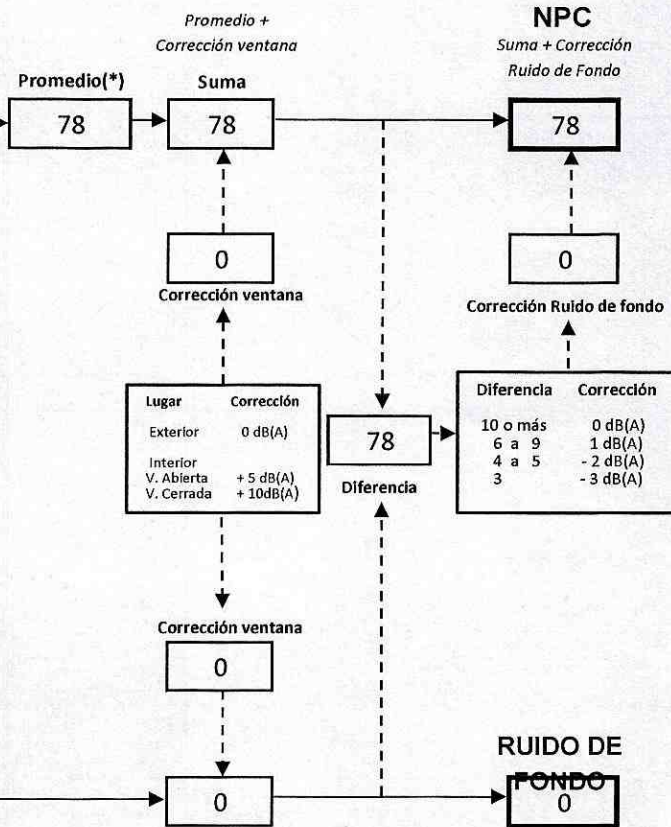 Promedio +
Corrección ventana
NPC
Suma + Corrección
Ruido de Fondo
Promedio(*)
Suma
78
78
78
0
0
Corrección ventana
Corrección Ruido de fondo
Lugar Corrección
Exterior 0 dB(A)
Interior
V. Abierta + 5 dB(A)
V. Cerrada + 10dB(A)
78
Diferencia
Diferencia Corrección
10 o más 0 dB(A)
6 a 9 1 dB(A)
4 a 5 - 2 dB(A)
3 - 3 dB(A)
Corrección ventana
0
RUIDO DE
FONDO
0
0